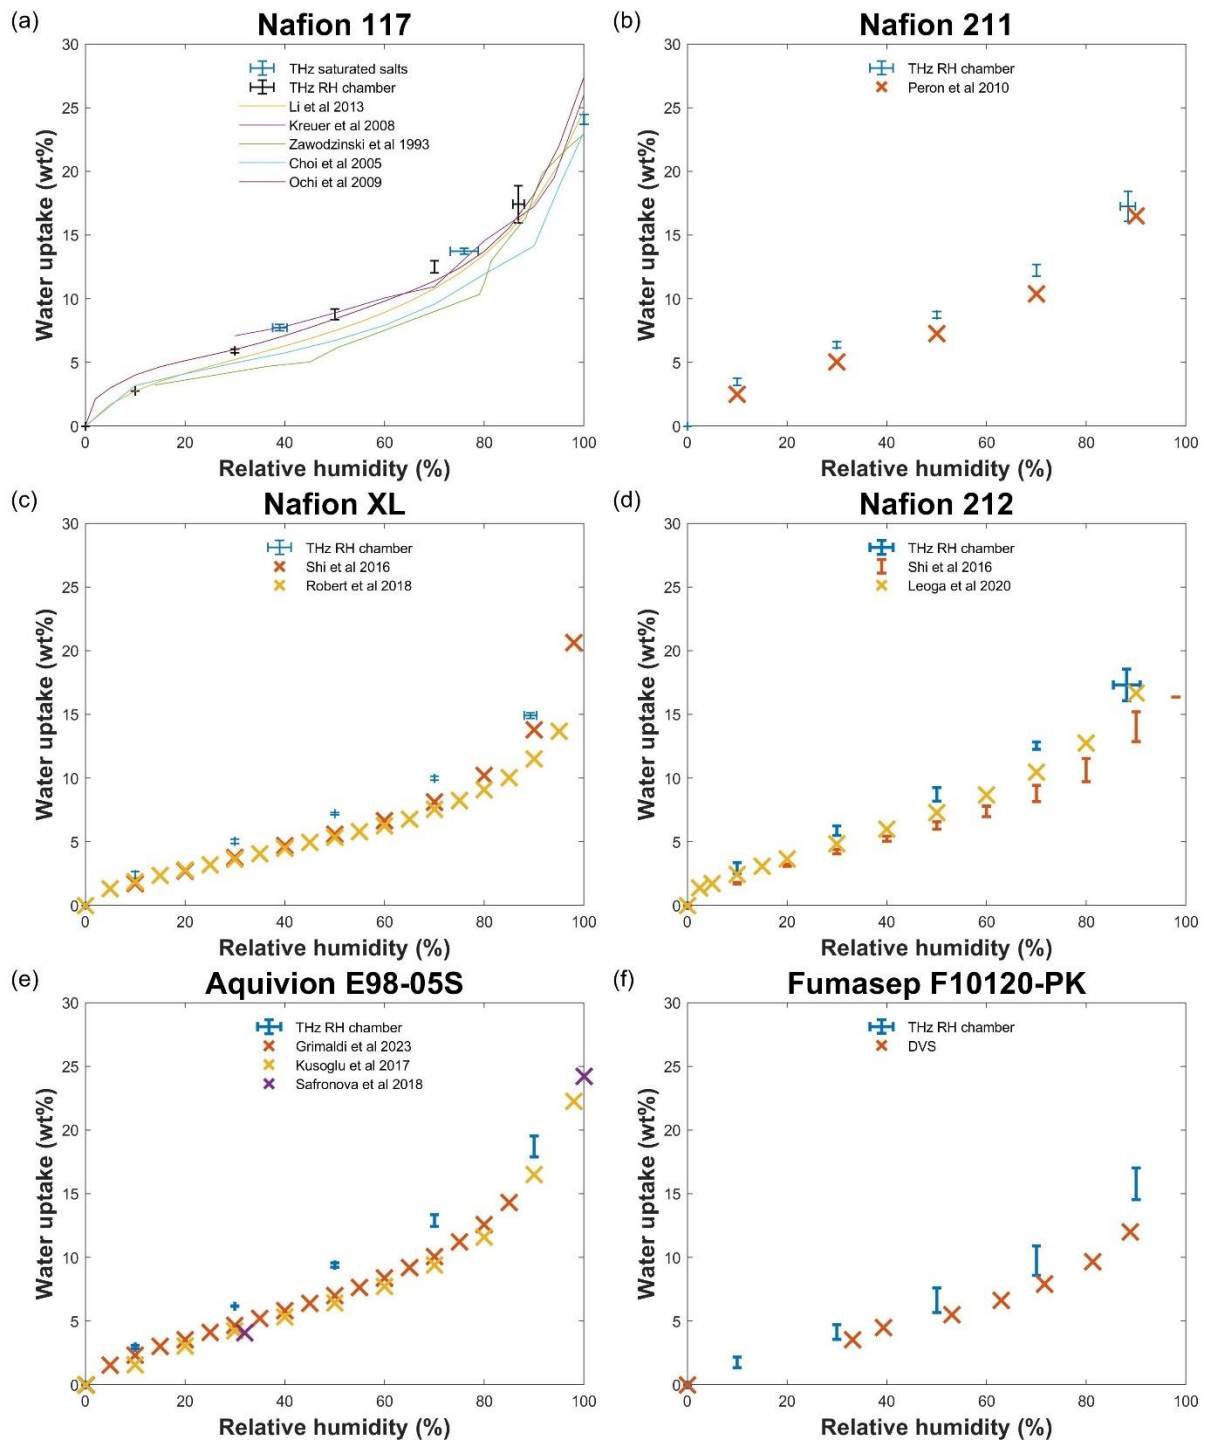 (a)
Nafion 117
THz saturated salts
THz RH chamber
Li et al 2013
Kreuer et al 2008
Zawodzinski et al 1993
Choi et al 2005
Ochi et al 2009
Water uptake (wt%)
30
25
20
15
10
5
0
0 20 40 60 80 100
Relative humidity (%)
(b)
Nafion 211
THz RH chamber
Peron et al 2010
Water uptake (wt%)
30
25
20
15
10
5
0
0 20 40 60 80 100
Relative humidity (%)
(c)
Nafion XL
THz RH chamber
Shi et al 2016
Robert et al 2018
Water uptake (wt%)
30
25
20
15
10
5
0
0 20 40 60 80 100
Relative humidity (%)
(d)
Nafion 212
THz RH chamber
Shi et al 2016
Leoga et al 2020
Water uptake (wt%)
30
25
20
15
10
5
0
0 20 40 60 80 100
Relative humidity (%)
(e)
Aquivion E98-05S
THz RH chamber
Grimaldi et al 2023
Kusoglu et al 2017
Safronova et al 2018
Water uptake (wt%)
30
25
20
15
10
5
0
0 20 40 60 80 100
Relative humidity (%)
(f)
Fumasep F10120-PK
THz RH chamber
DVS
Water uptake (wt%)
30
25
20
15
10
5
0
0 20 40 60 80 100
Relative humidity (%)